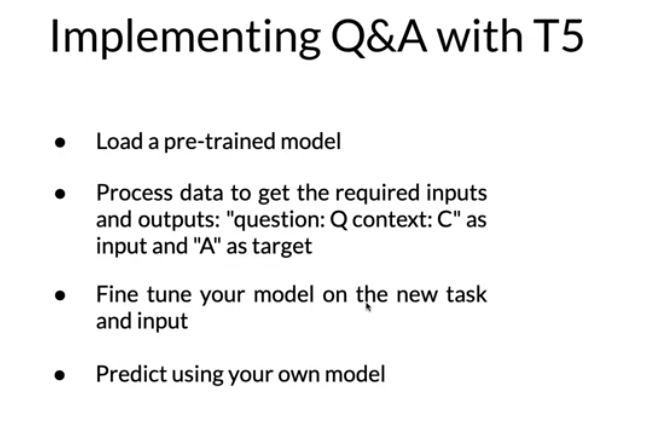 Implementing Q&A with T5
● Load a pre-trained model
● Process data to get the required inputs
and outputs: "question: Q context: C" as
input and "A" as target
● Fine tune your model on the new task
and input
● Predict using your own model